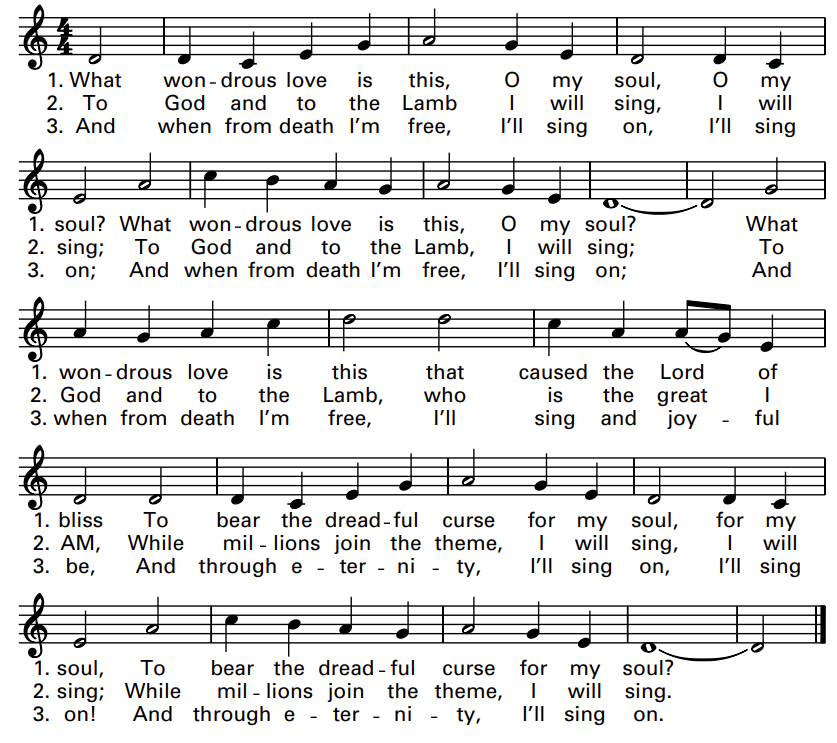 4
4
1. What won - drous love is this, O my soul, O my
2. To God and to the Lamb I will sing, I will
3. And when from death I'm free, I'll sing on, I'll sing
1. soul? What won - drous love is this, O my soul? What
2. sing; To God and to the Lamb, I will sing; To
3. on; And when from death I'm free, I'll sing on; And
1. won - drous love is this that caused the Lord of
2. God and to the Lamb, who is the great I
3. when from death I'm free, I'll sing and joy - ful
1. bliss To bear the dread - ful curse for my soul, for my
2. AM, While mil - lions join the theme, I will sing, I will
3. be, And through e - ter - ni - ty, I'll sing on, I'll sing
1. soul, To bear the dread - ful curse for my soul?
2. sing; While mil - lions join the theme, I will sing.
3. on! And through e - ter - ni - ty, I'll sing on.